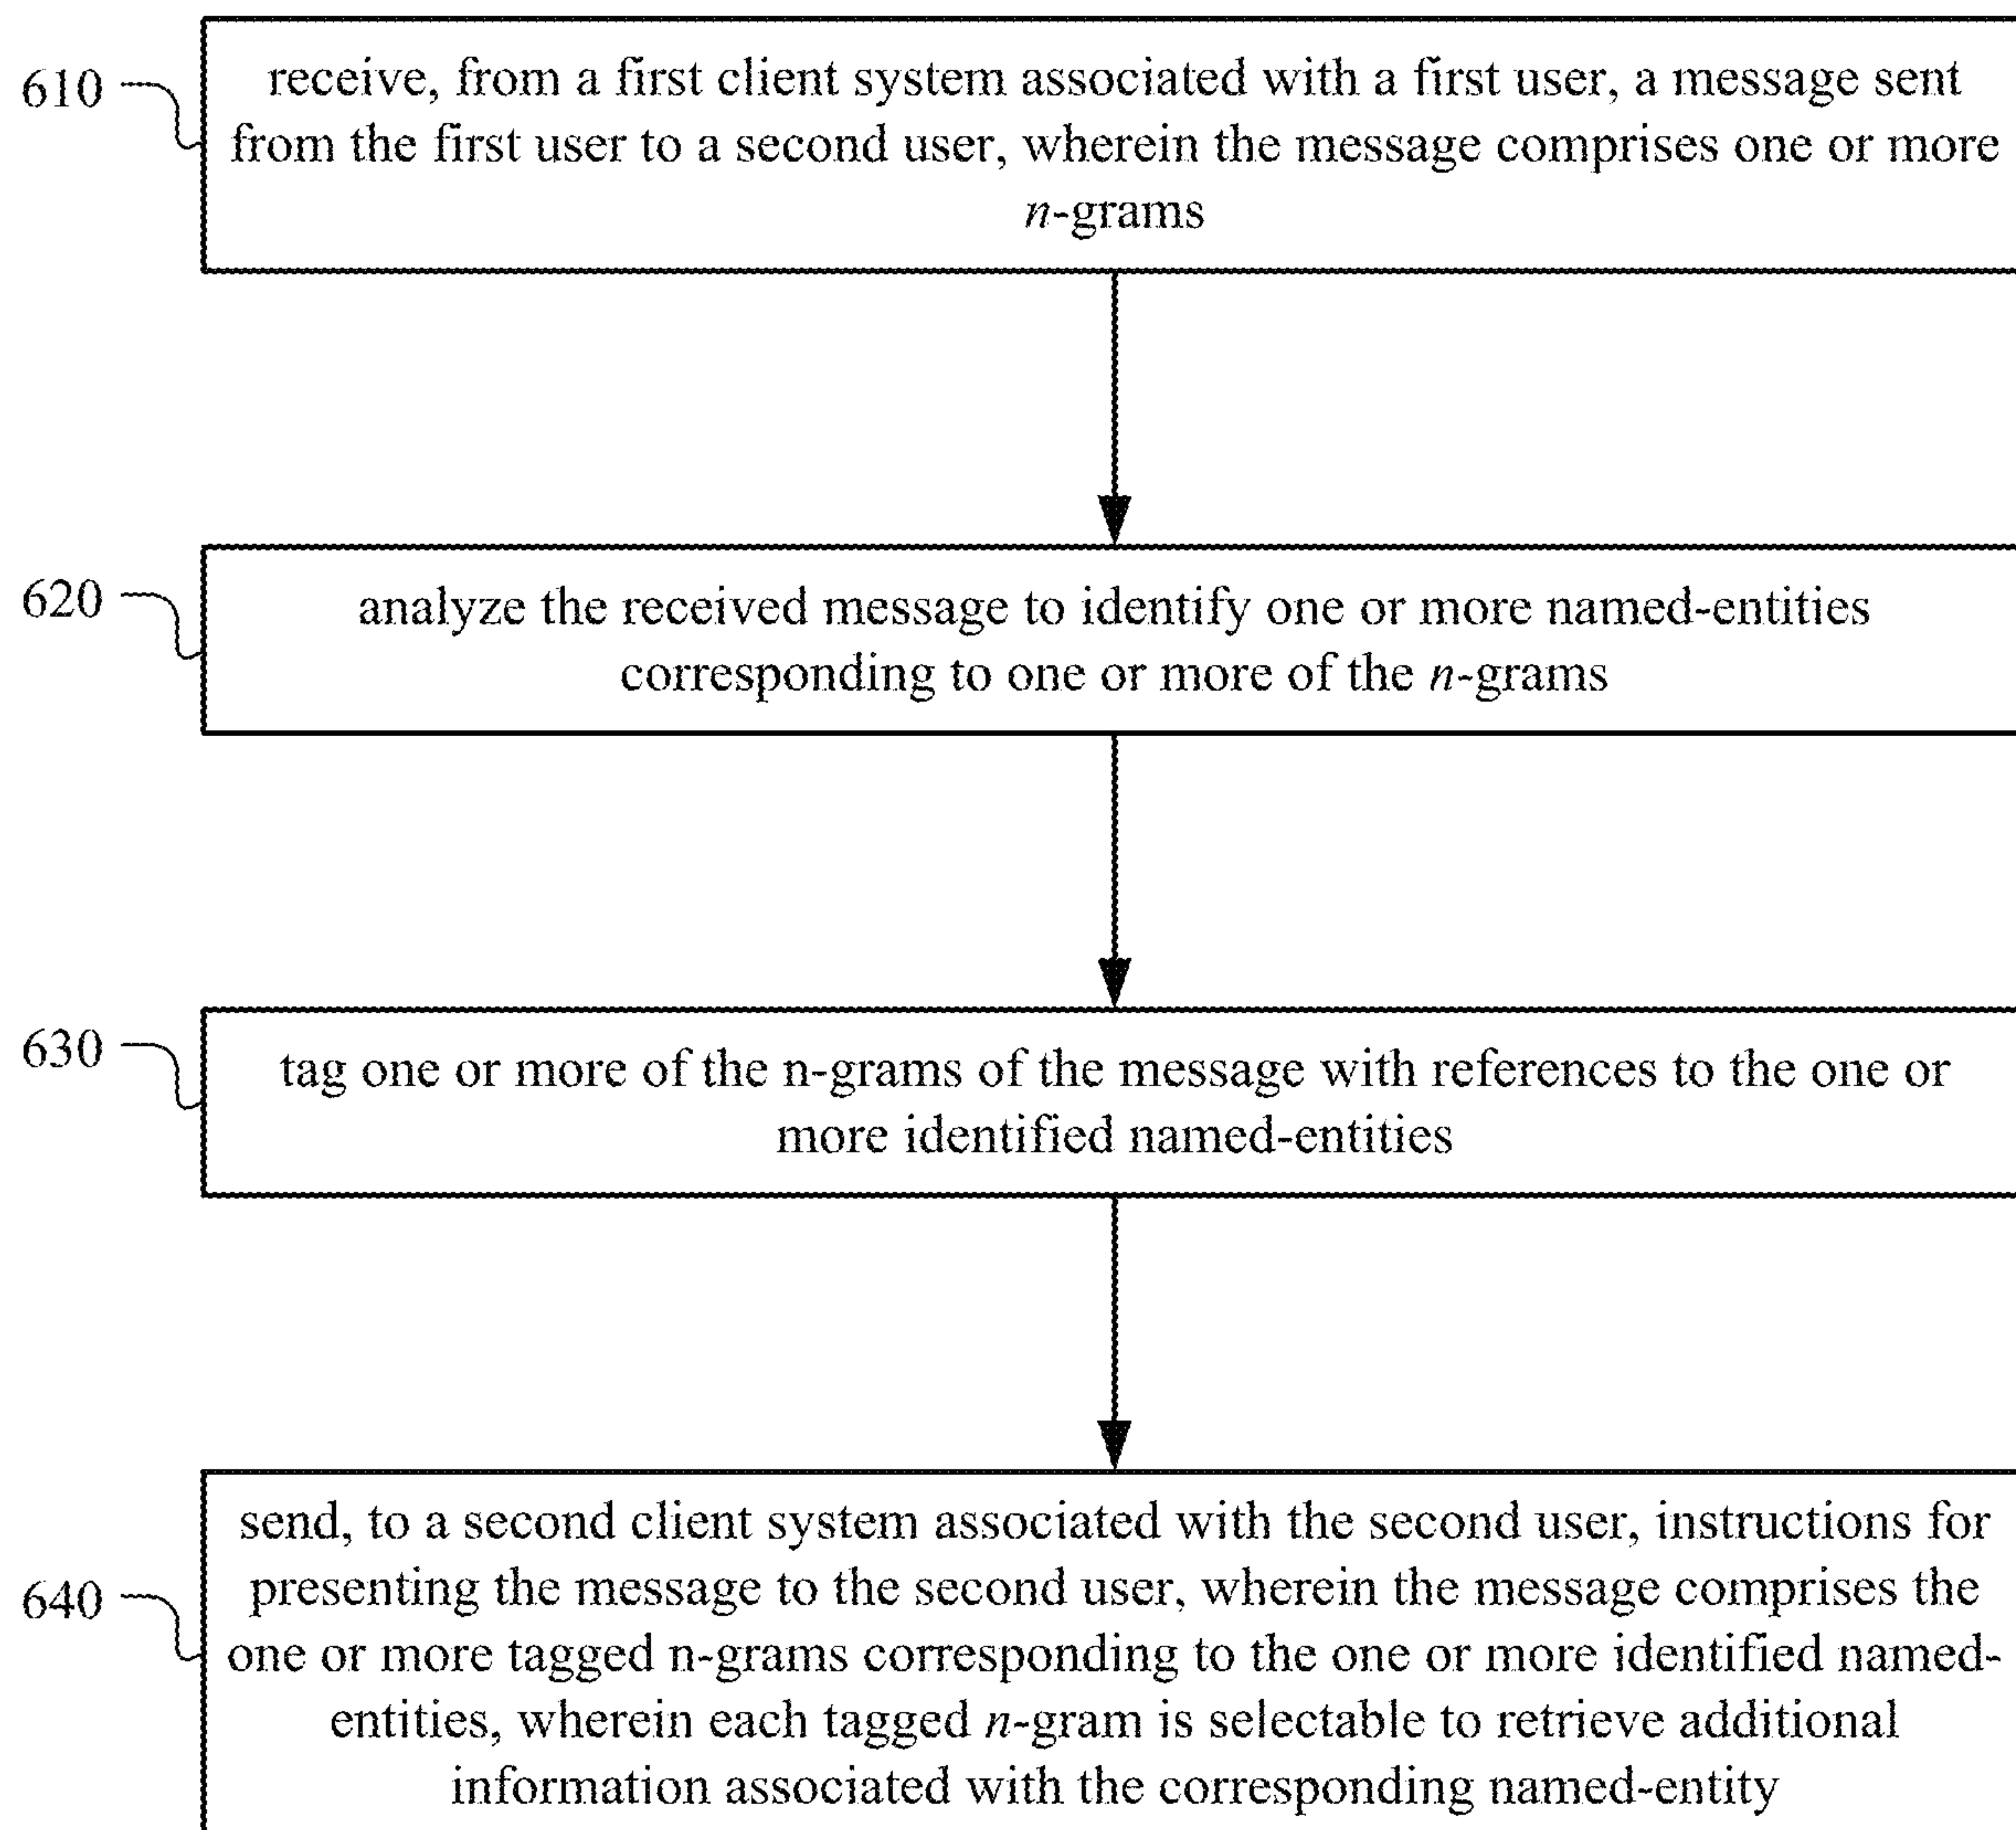 610
receive, from a first client system associated with a first user, a message sent
from the first user to a second user, wherein the message comprises one or more
n-grams
620
analyze the received message to identify one or more named-entities
corresponding to one or more of the n-grams
630
tag one or more of the n-grams of the message with references to the one or
more identified named-entities
640
send, to a second client system associated with the second user, instructions for
presenting the message to the second user, wherein the message comprises the
one or more tagged n-grams corresponding to the one or more identified named-
entities, wherein each tagged n-gram is selectable to retrieve additional
information associated with the corresponding named-entity